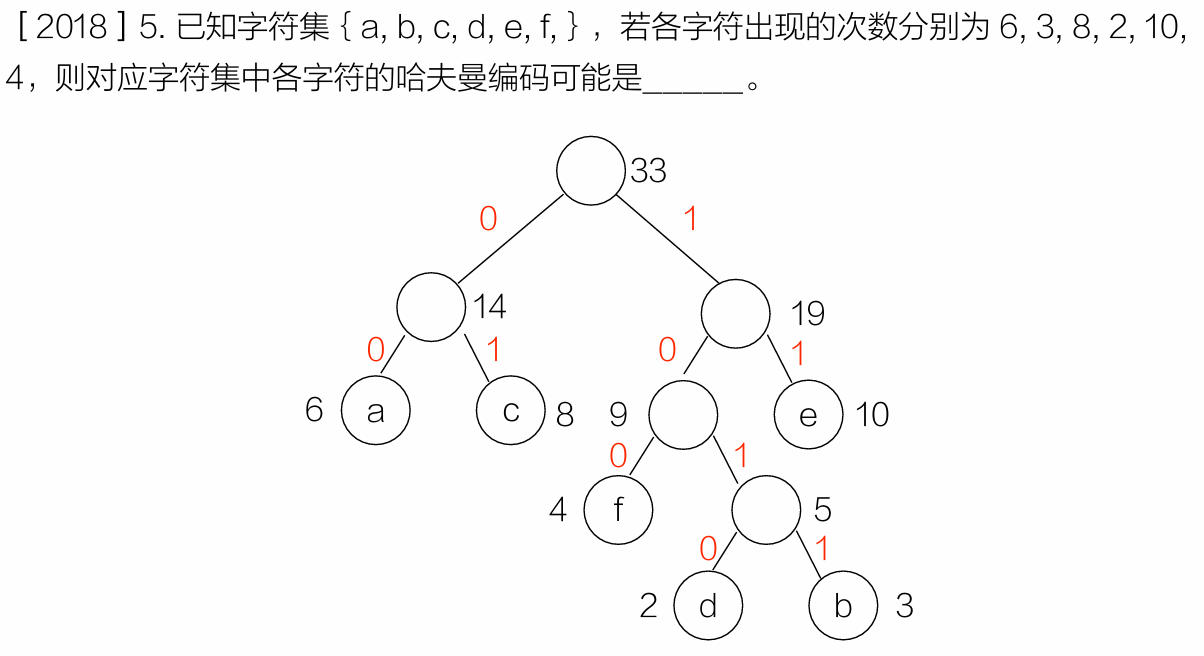 [ 2018 ] 5. 已知字符集 { a, b, c, d, e, f, } ，若各字符出现的次数分别为 6, 3, 8, 2, 10,
4，则对应字符集中各字符的哈夫曼编码可能是_____。
33
0 1
14 19
0 1 0 1
6 a c 8 9 e 10
0 1
4 f 5
0 1
2 d b 3